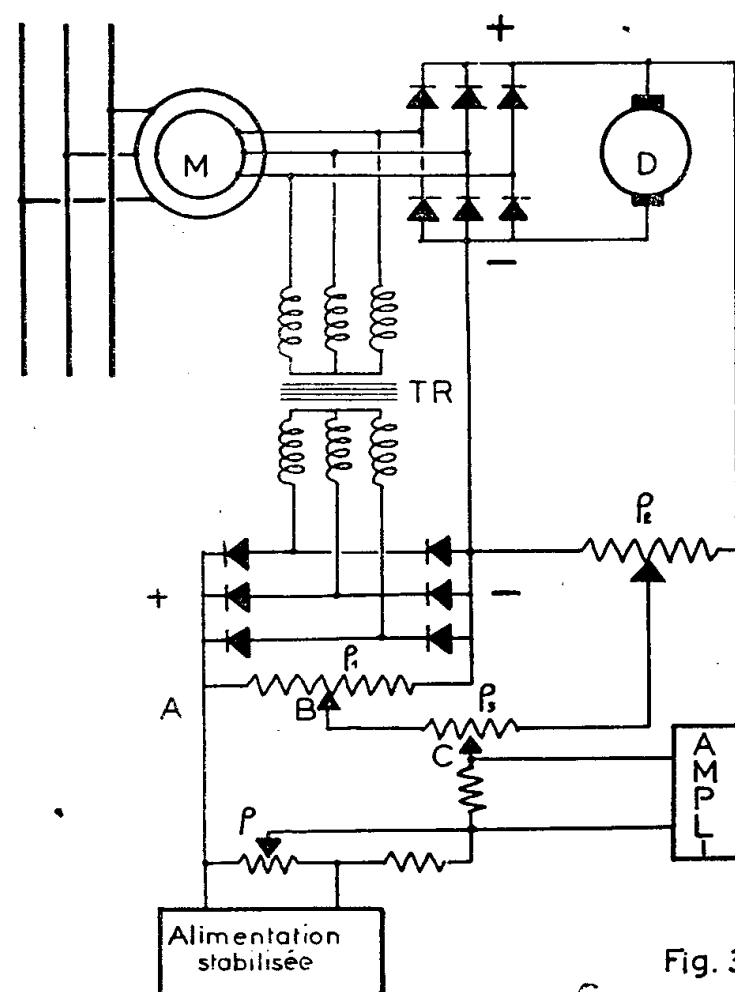 +
M
D
−
TR
ρ₂
+
−
ρ₁
A
B
ρ₃
C
AMPLI
ρ
Alimentation
stabilisée
Fig. 3